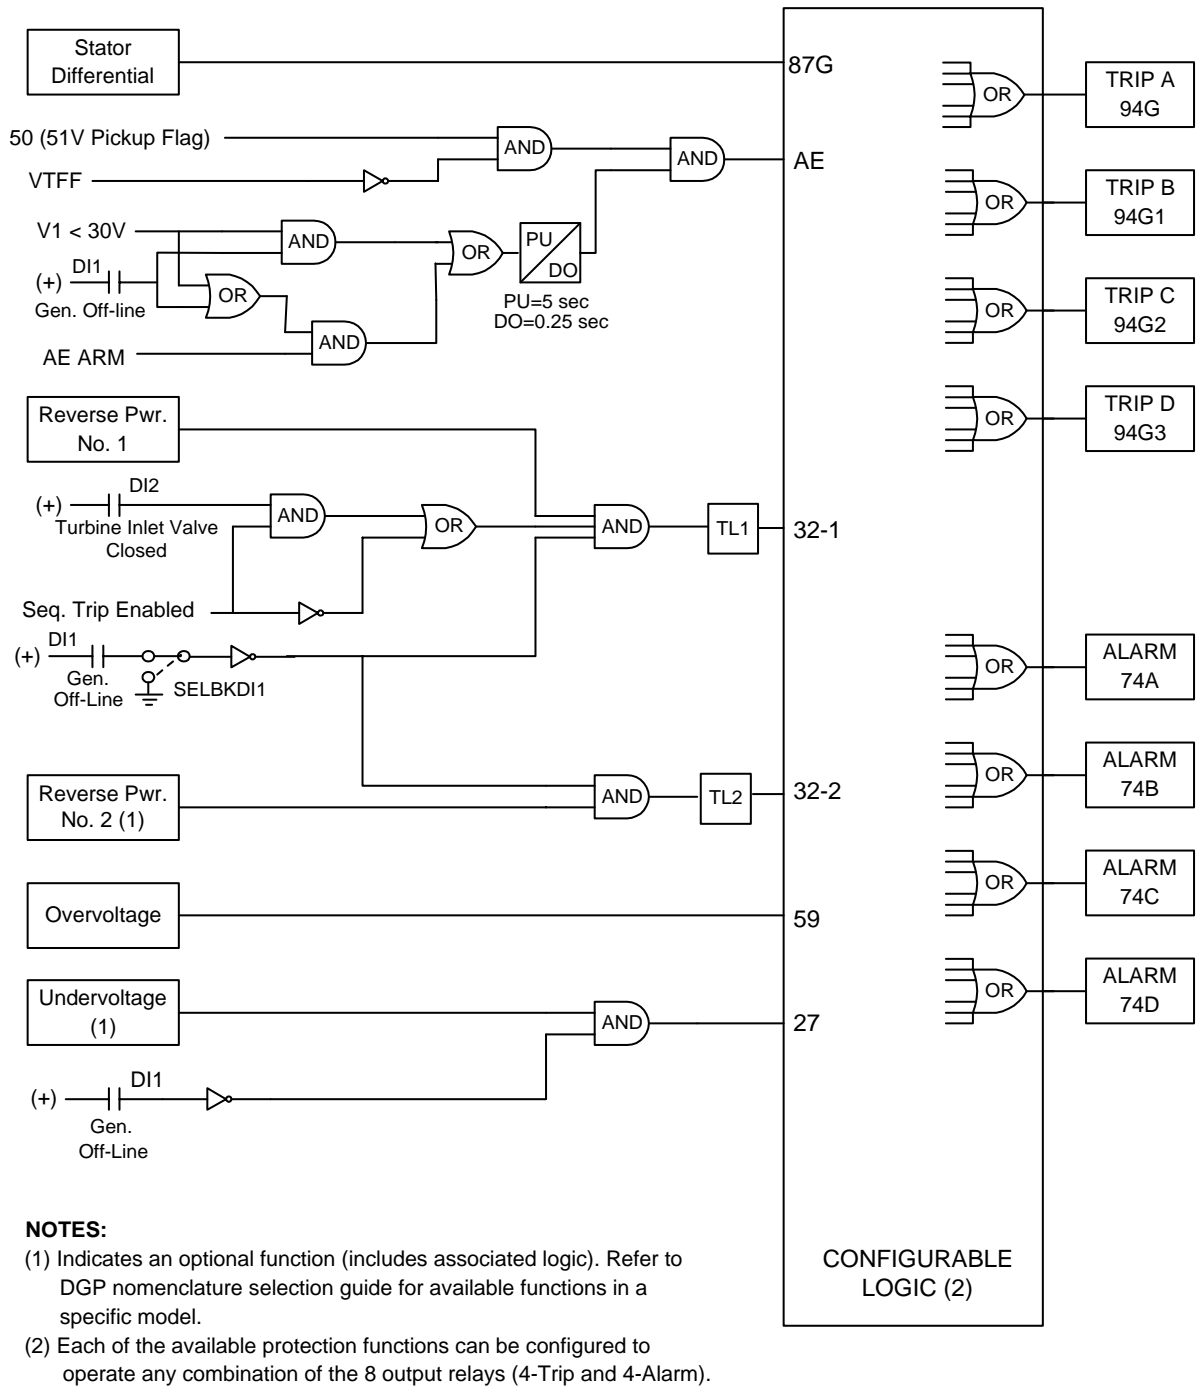 Stator
Differential
87G
OR
TRIP A
94G
50 (51V Pickup Flag)
AND
AND
AE
VTFF
OR
TRIP B
94G1
V1 < 30V
AND
OR
PU
DO
DI1
(+)
Gen. Off-line
OR
PU=5 sec
DO=0.25 sec
OR
TRIP C
94G2
AE ARM
AND
Reverse Pwr.
No. 1
OR
TRIP D
94G3
DI2
(+)
Turbine Inlet Valve
Closed
AND
OR
AND
TL1
32-1
Seq. Trip Enabled
DI1
(+)
Gen.
Off-Line
SELBKDI1
OR
ALARM
74A
Reverse Pwr.
No. 2 (1)
AND
TL2
32-2
OR
ALARM
74B
Overvoltage
59
OR
ALARM
74C
Undervoltage
(1)
AND
27
OR
ALARM
74D
DI1
(+)
Gen.
Off-Line
NOTES:
(1) Indicates an optional function (includes associated logic). Refer to
DGP nomenclature selection guide for available functions in a
specific model.
(2) Each of the available protection functions can be configured to
operate any combination of the 8 output relays (4-Trip and 4-Alarm).
CONFIGURABLE
LOGIC (2)